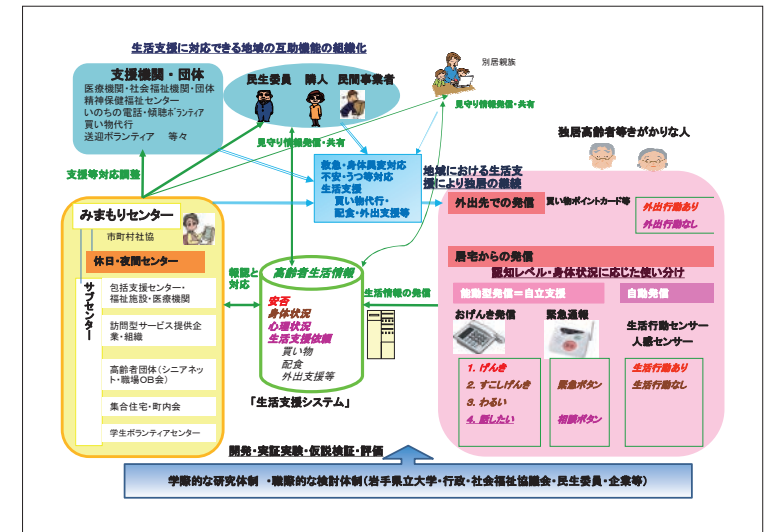 生活支援に対応できる地域の互助機能の組織化
支援機関・団体
医療機関・社会福祉機関・団体
精神保健福祉センター
いのちの電話・傾聴ボランティア
買い物代行
送迎ボランティア　等々
民生委員　隣人　民間事業者
別居親族
見守り情報発信・共有
見守り情報発信・共有
独居高齢者等きがかりな人
支援等対応調整
救急・身体異変対応
不安・うつ等対応
生活支援
買い物代行・
配食・外出支援等
地域における生活支
援により独居の継続
外出先での発信
買い物ポイントカード等
外出行動あり
外出行動なし
みまもりセンター
市町村社協
休日・夜間センター
サブセンター
包括支援センター・
福祉施設・医療機関
訪問型サービス提供企
業・組織
高齢者団体（シニアネッ
ト・職場OB会）
集合住宅・町内会
学生ボランティアセンター
報認と
対応
高齢者生活情報
安否
身体状況
心理状況
生活支援依頼
買い物
配食
外出支援等
「生活支援システム」
生活情報の発信
居宅からの発信
認知レベル・身体状況に応じた使い分け
能動型発信＝自立支援
自動発信
おげんき発信
緊急通報
生活行動センサー
人感センサー
1. げんき
2. すこしげんき
3. わるい
4. 話したい
緊急ボタン
相談ボタン
生活行動あり
生活行動なし
開発・実証実験・仮説検証・評価
学際的な研究体制　・職際的な検討体制（岩手県立大学・行政・社会福祉協議会・民生委員・企業等）